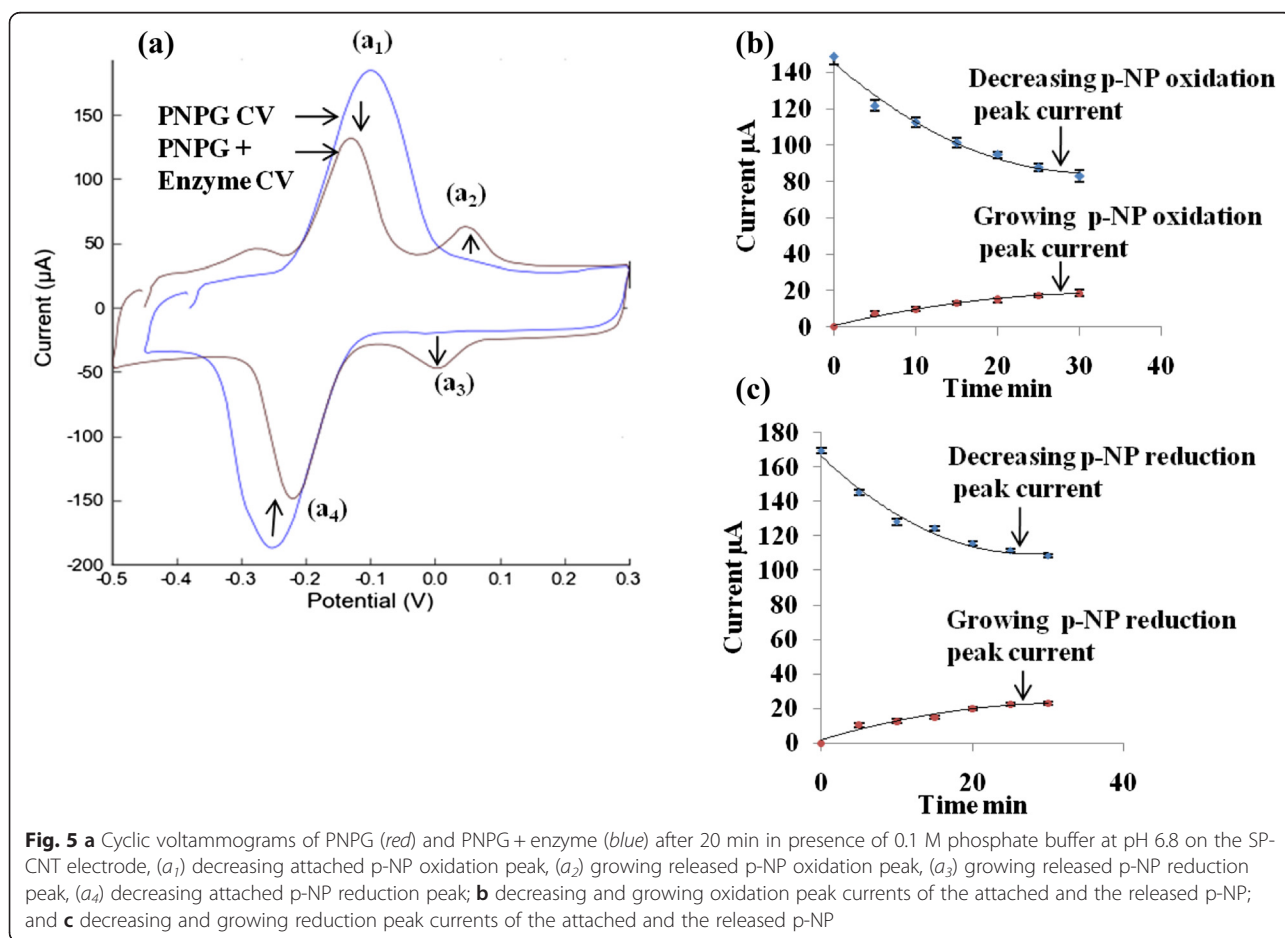 (a)
(a₁)
150
100
50
0
-50
-100
-150
-200
Current (µA)
PNPG CV
PNPG +
Enzyme CV
(a₂)
(a₃)
(a₄)
-0.5 -0.4 -0.3 -0.2 -0.1 0.0 0.1 0.2 0.3
Potential (V)
(b)
140
120
100
80
60
40
20
0
Current µA
Decreasing p-NP oxidation
peak current
Growing p-NP oxidation
peak current
0 10 20 30 40
Time min
(c)
180
160
140
120
100
80
60
40
20
0
Current µA
Decreasing p-NP reduction
peak current
Growing p-NP reduction
peak current
0 20 40
Time min
Fig. 5 a Cyclic voltammograms of PNPG (red) and PNPG + enzyme (blue) after 20 min in presence of 0.1 M phosphate buffer at pH 6.8 on the SP-
CNT electrode, (a₁) decreasing attached p-NP oxidation peak, (a₂) growing released p-NP oxidation peak, (a₃) growing released p-NP reduction
peak, (a₄) decreasing attached p-NP reduction peak; b decreasing and growing oxidation peak currents of the attached and the released p-NP;
and c decreasing and growing reduction peak currents of the attached and the released p-NP